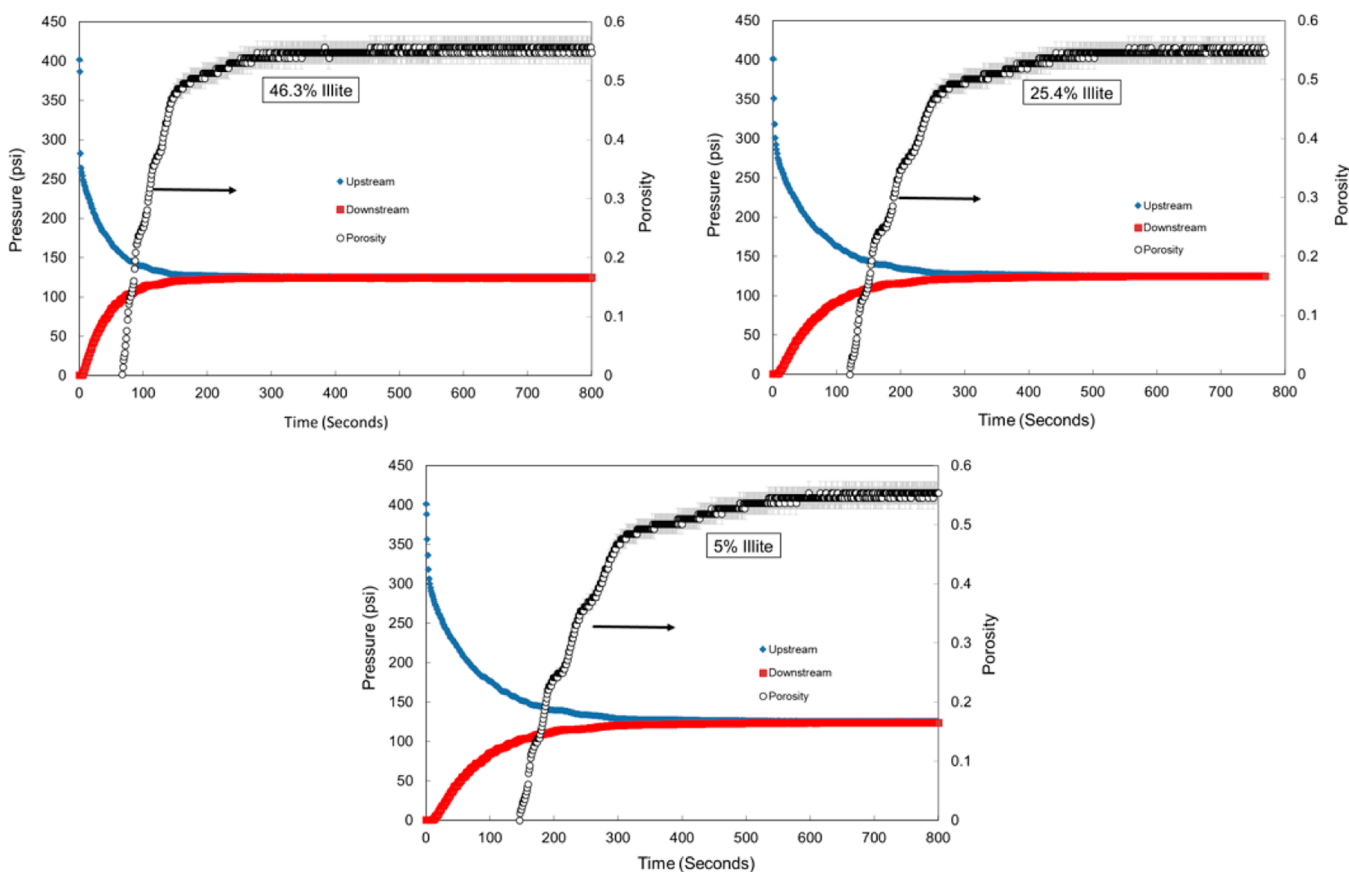 450
400
350
300
250
200
150
100
50
0
Pressure (psi)
0.6
0.5
0.4
0.3
0.2
0.1
0
Porosity
46.3% Illite
Upstream
Downstream
Porosity
0 100 200 300 400 500 600 700 800
Time (Seconds)
450
400
350
300
250
200
150
100
50
0
Pressure (psi)
0.6
0.5
0.4
0.3
0.2
0.1
0
Porosity
25.4% Illite
Upstream
Downstream
Porosity
0 100 200 300 400 500 600 700 800
Time (Seconds)
450
400
350
300
250
200
150
100
50
0
Pressure (psi)
0.6
0.5
0.4
0.3
0.2
0.1
0
Porosity
5% Illite
Upstream
Downstream
Porosity
0 100 200 300 400 500 600 700 800
Time (Seconds)